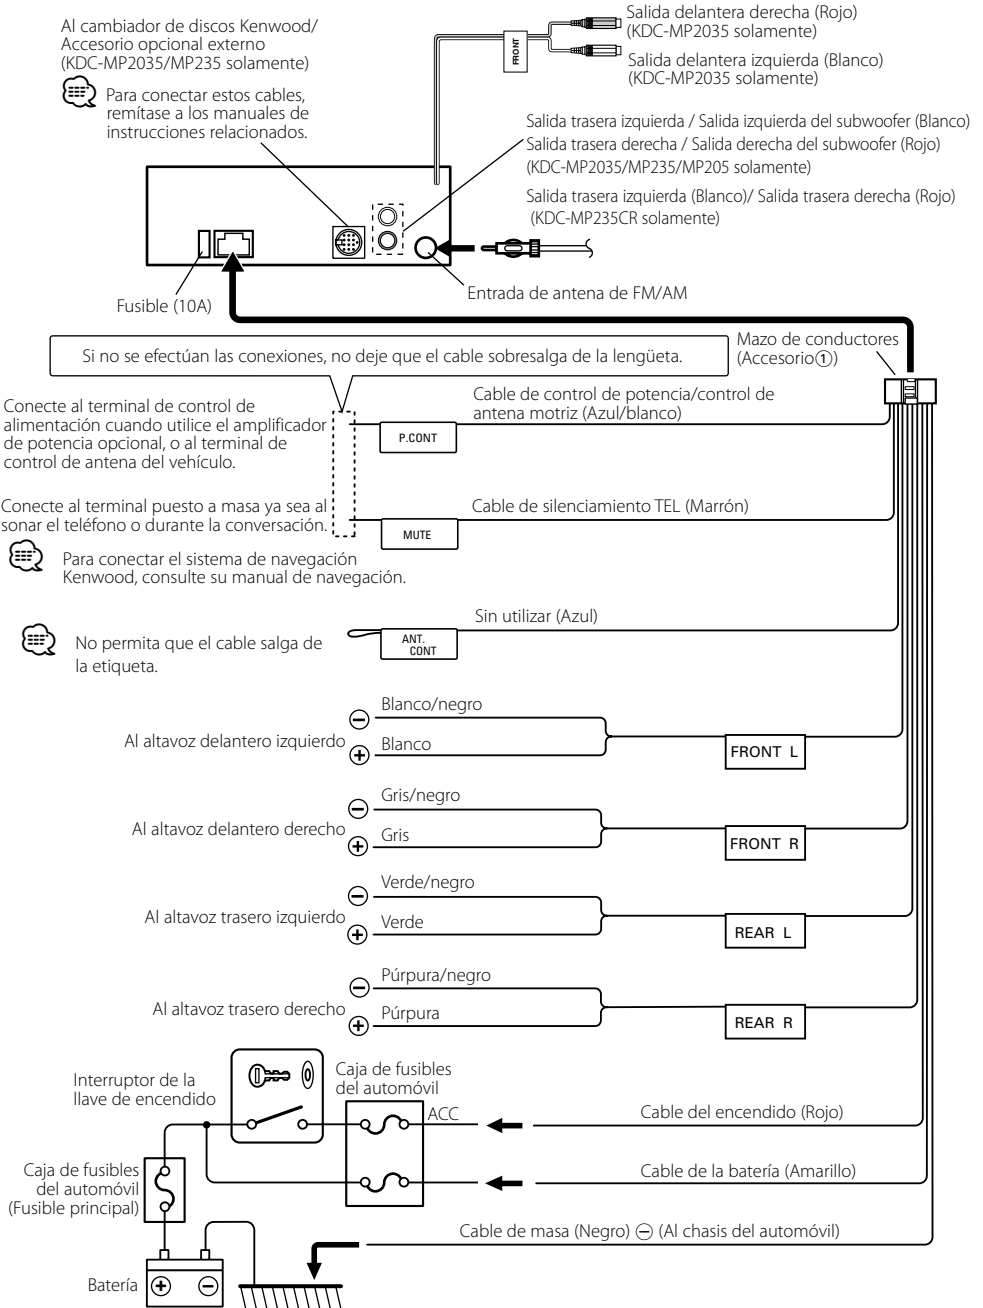 Al cambiador de discos Kenwood/
Accesorio opcional externo
(KDC-MP2035/MP235 solamente)
Para conectar estos cables,
remítase a los manuales de
instrucciones relacionados.
FRONT
Salida delantera derecha (Rojo)
(KDC-MP2035 solamente)
Salida delantera izquierda (Blanco)
(KDC-MP2035 solamente)
Salida trasera izquierda / Salida izquierda del subwoofer (Blanco)
Salida trasera derecha / Salida derecha del subwoofer (Rojo)
(KDC-MP2035/MP235/MP205 solamente)
Salida trasera izquierda (Blanco)/ Salida trasera derecha (Rojo)
(KDC-MP235CR solamente)
Fusible (10A)
Entrada de antena de FM/AM
Si no se efectúan las conexiones, no deje que el cable sobresalga de la lengüeta.
Mazo de conductores
(Accesorio①)
Conecte al terminal de control de
alimentación cuando utilice el amplificador
de potencia opcional, o al terminal de
control de antena del vehículo.
P.CONT
Cable de control de potencia/control de
antena motriz (Azul/blanco)
Conecte al terminal puesto a masa ya sea al
sonar el teléfono o durante la conversación.
MUTE
Cable de silenciamiento TEL (Marrón)
Para conectar el sistema de navegación
Kenwood, consulte su manual de navegación.
Sin utilizar (Azul)
ANT.
CONT
No permita que el cable salga de
la etiqueta.
Al altavoz delantero izquierdo
⊖ Blanco/negro
⊕ Blanco
FRONT L
Al altavoz delantero derecho
⊖ Gris/negro
⊕ Gris
FRONT R
Al altavoz trasero izquierdo
⊖ Verde/negro
⊕ Verde
REAR L
Al altavoz trasero derecho
⊖ Púrpura/negro
⊕ Púrpura
REAR R
Interruptor de la
llave de encendido
Caja de fusibles
del automóvil
ACC
Cable del encendido (Rojo)
Caja de fusibles
del automóvil
(Fusible principal)
Cable de la batería (Amarillo)
Cable de masa (Negro) ⊖ (Al chasis del automóvil)
Batería
⊕ ⊖